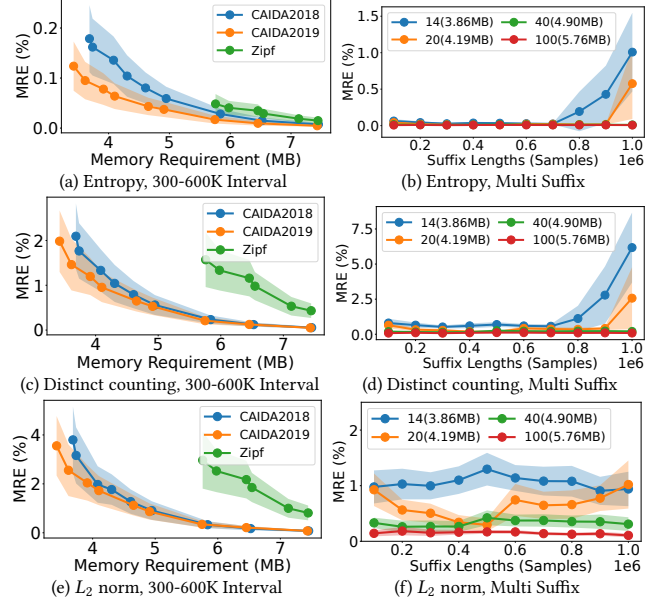 MRE (%)
0.2
0.1
0.0
CAIDA2018
CAIDA2019
Zipf
4 5 6 7
Memory Requirement (MB)
(a) Entropy, 300-600K Interval
MRE (%)
1.5
1.0
0.5
0.0
14(3.86MB) 40(4.90MB)
20(4.19MB) 100(5.76MB)
0.2 0.4 0.6 0.8 1.0
Suffix Lengths (Samples)
1e6
(b) Entropy, Multi Suffix
MRE (%)
2
1
0
CAIDA2018
CAIDA2019
Zipf
4 5 6 7
Memory Requirement (MB)
(c) Distinct counting, 300-600K Interval
MRE (%)
7.5
5.0
2.5
0.0
14(3.86MB) 40(4.90MB)
20(4.19MB) 100(5.76MB)
0.2 0.4 0.6 0.8 1.0
Suffix Lengths (Samples)
1e6
(d) Distinct counting, Multi Suffix
MRE (%)
4
2
0
CAIDA2018
CAIDA2019
Zipf
4 5 6 7
Memory Requirement (MB)
(e) L₂ norm, 300-600K Interval
MRE (%)
2
1
0
14(3.86MB) 40(4.90MB)
20(4.19MB) 100(5.76MB)
0.2 0.4 0.6 0.8 1.0
Suffix Lengths (Samples)
1e6
(f) L₂ norm, Multi Suffix